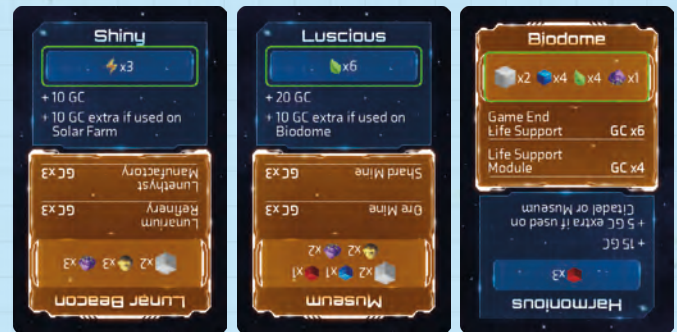 Shiny
x3
+ 10 GC
+ 10 GC extra if used on
Solar Farm
Lunar Beacon
x2 x3 x3
Lunarium
Refinery GC x3
Lunethyst
Manufactory GC x3
Luscious
x6
+ 20 GC
+ 10 GC extra if used on
Biodome
Museum
x2 x1 x1
x2 x2
Ore Mine GC x3
Shard Mine GC x3
Biodome
x2 x4 x4 x1
Game End
Life Support GC x6
Life Support
Module GC x4
Harmonious
x3
+ 15 GC
+ 5 GC extra if used on
Citadel or Museum